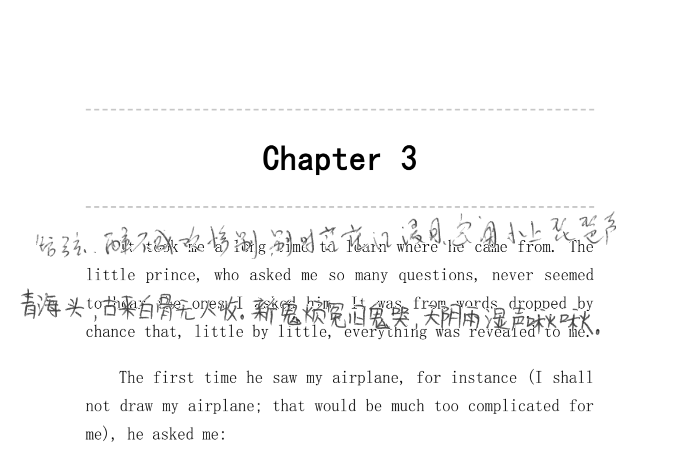 Chapter 3
管弦. 醉不成欢惨将别 别时茫茫江浸月,忽闻水上琵琶声
It took me a long time to learn where he came from. The
little prince, who asked me so many questions, never seemed
青海头,古来白骨无人收。新鬼烦冤旧鬼哭,天阴雨湿声啾啾。
to hear the ones I asked him. It was from words dropped by
chance that, little by little, everything was revealed to me.
The first time he saw my airplane, for instance (I shall
not draw my airplane; that would be much too complicated for
me), he asked me: